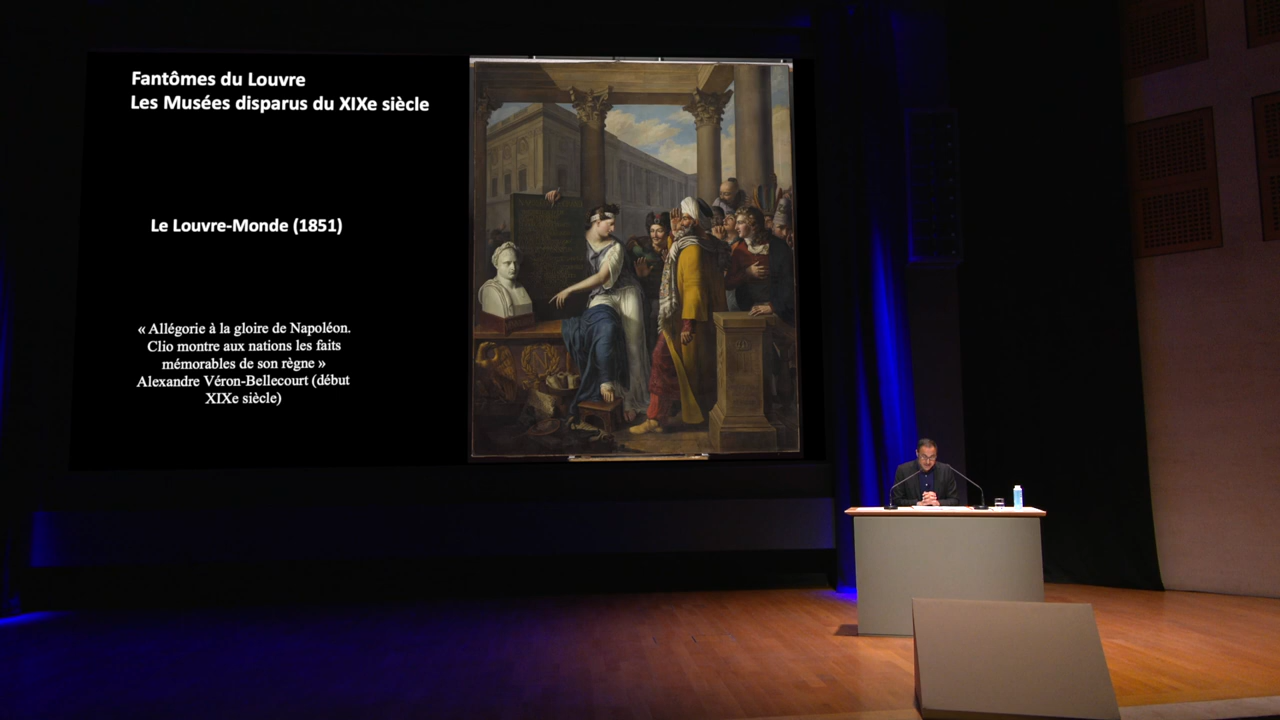 Fantômes du Louvre
Les Musées disparus du XIXe siècle
Le Louvre-Monde (1851)
« Allégorie à la gloire de Napoléon.
Clio montre aux nations les faits
mémorables de son règne »
Alexandre Véron-Bellecourt (début
XIXe siècle)